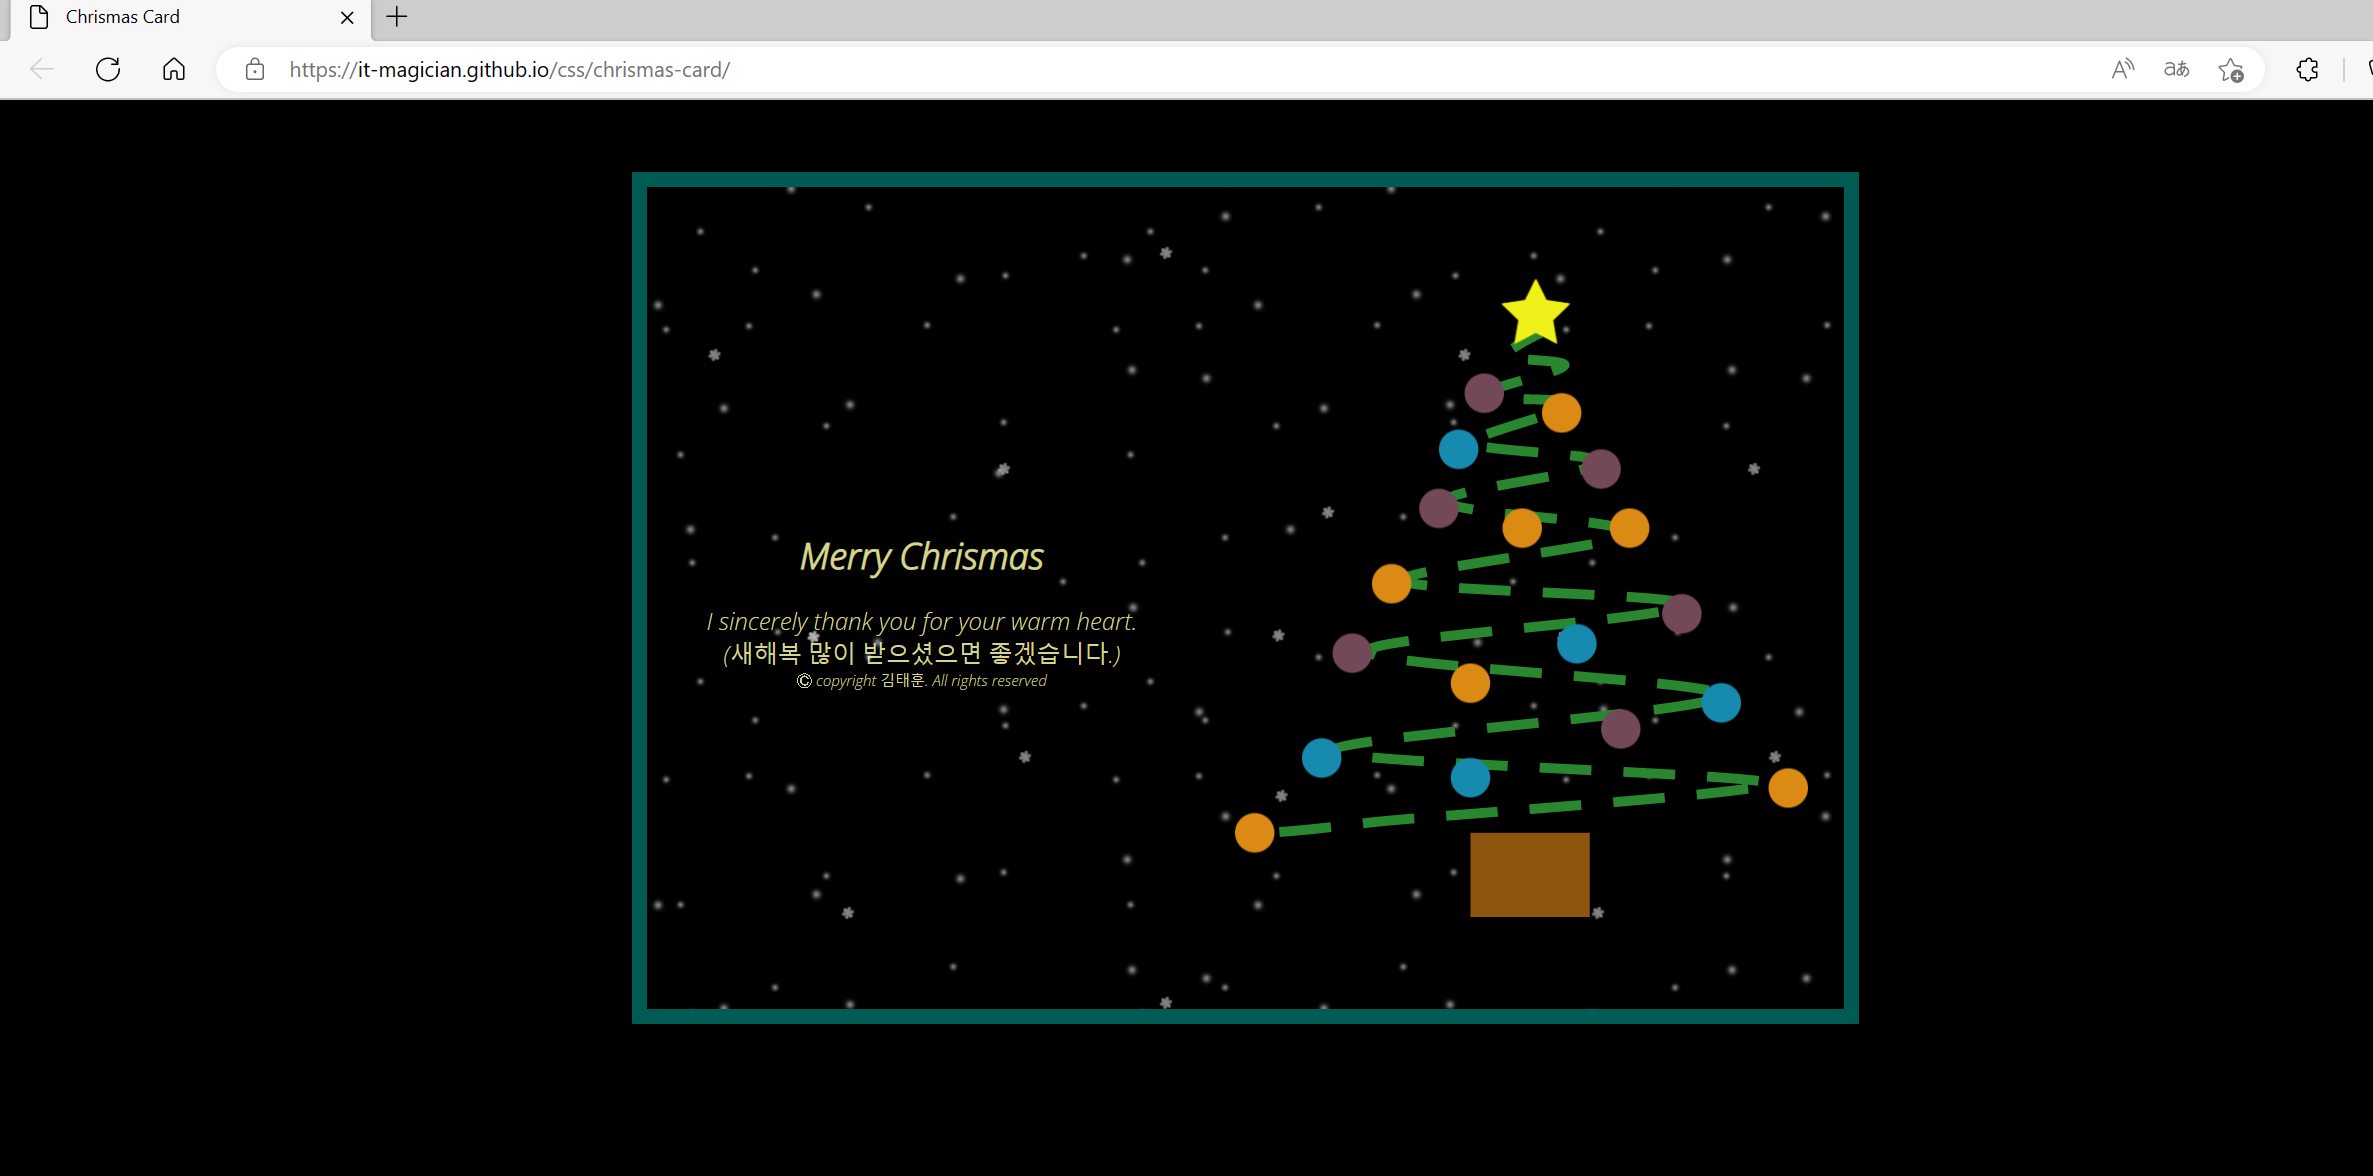 Chrismas Card
https://it-magician.github.io/css/chrismas-card/
Merry Chrismas
I sincerely thank you for your warm heart.
(새해복 많이 받으셨으면 좋겠습니다.)
© copyright 김태훈. All rights reserved